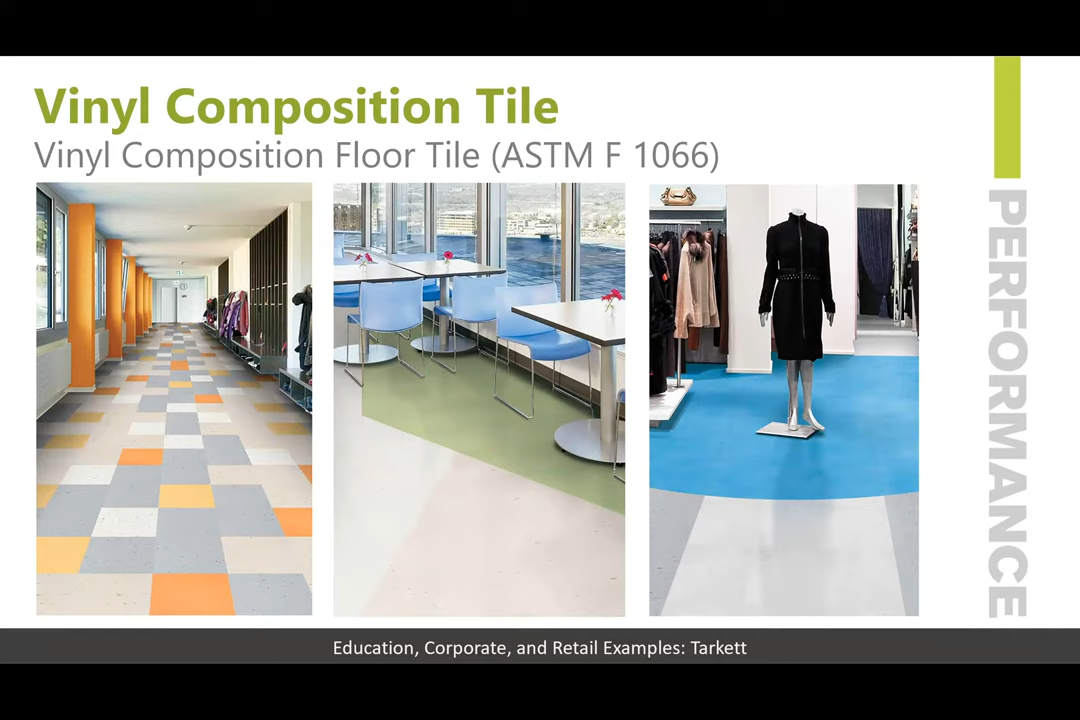 Vinyl Composition Tile
Vinyl Composition Floor Tile (ASTM F 1066)
PERFORMANCE
Education, Corporate, and Retail Examples: Tarkett